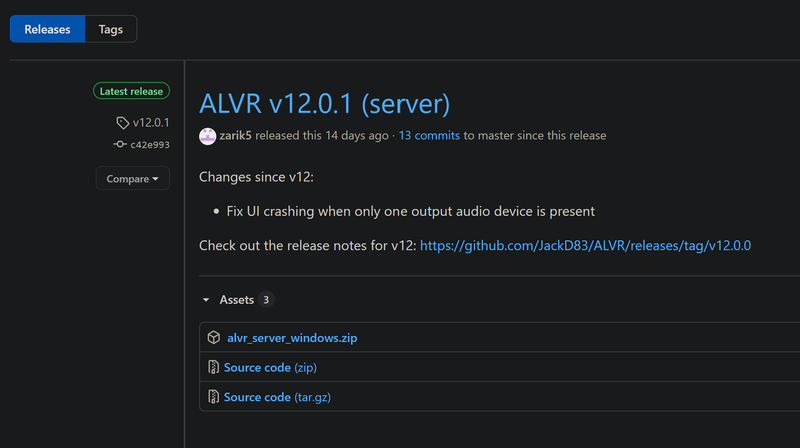 Releases Tags
Latest release
v12.0.1
c42e993
Compare
ALVR v12.0.1 (server)
zarik5 released this 14 days ago · 13 commits to master since this release
Changes since v12:
• Fix UI crashing when only one output audio device is present
Check out the release notes for v12: https://github.com/JackD83/ALVR/releases/tag/v12.0.0
Assets 3
alvr_server_windows.zip
Source code (zip)
Source code (tar.gz)